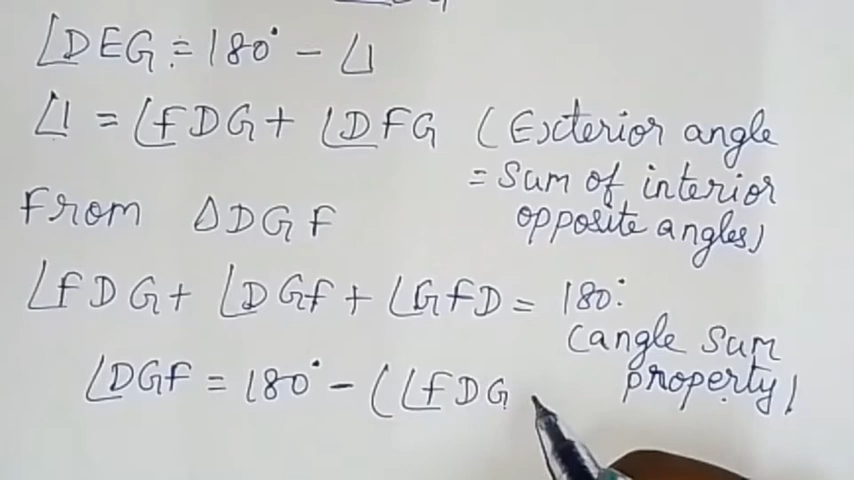 ∠DEG = 180° - ∠1
∠1 = ∠FDG + ∠DFG (Exterior angle
= Sum of interior
opposite angles)
From △DGF
∠FDG + ∠DGF + ∠GFD = 180°
(angle sum
property)
∠DGF = 180° - (∠FDG